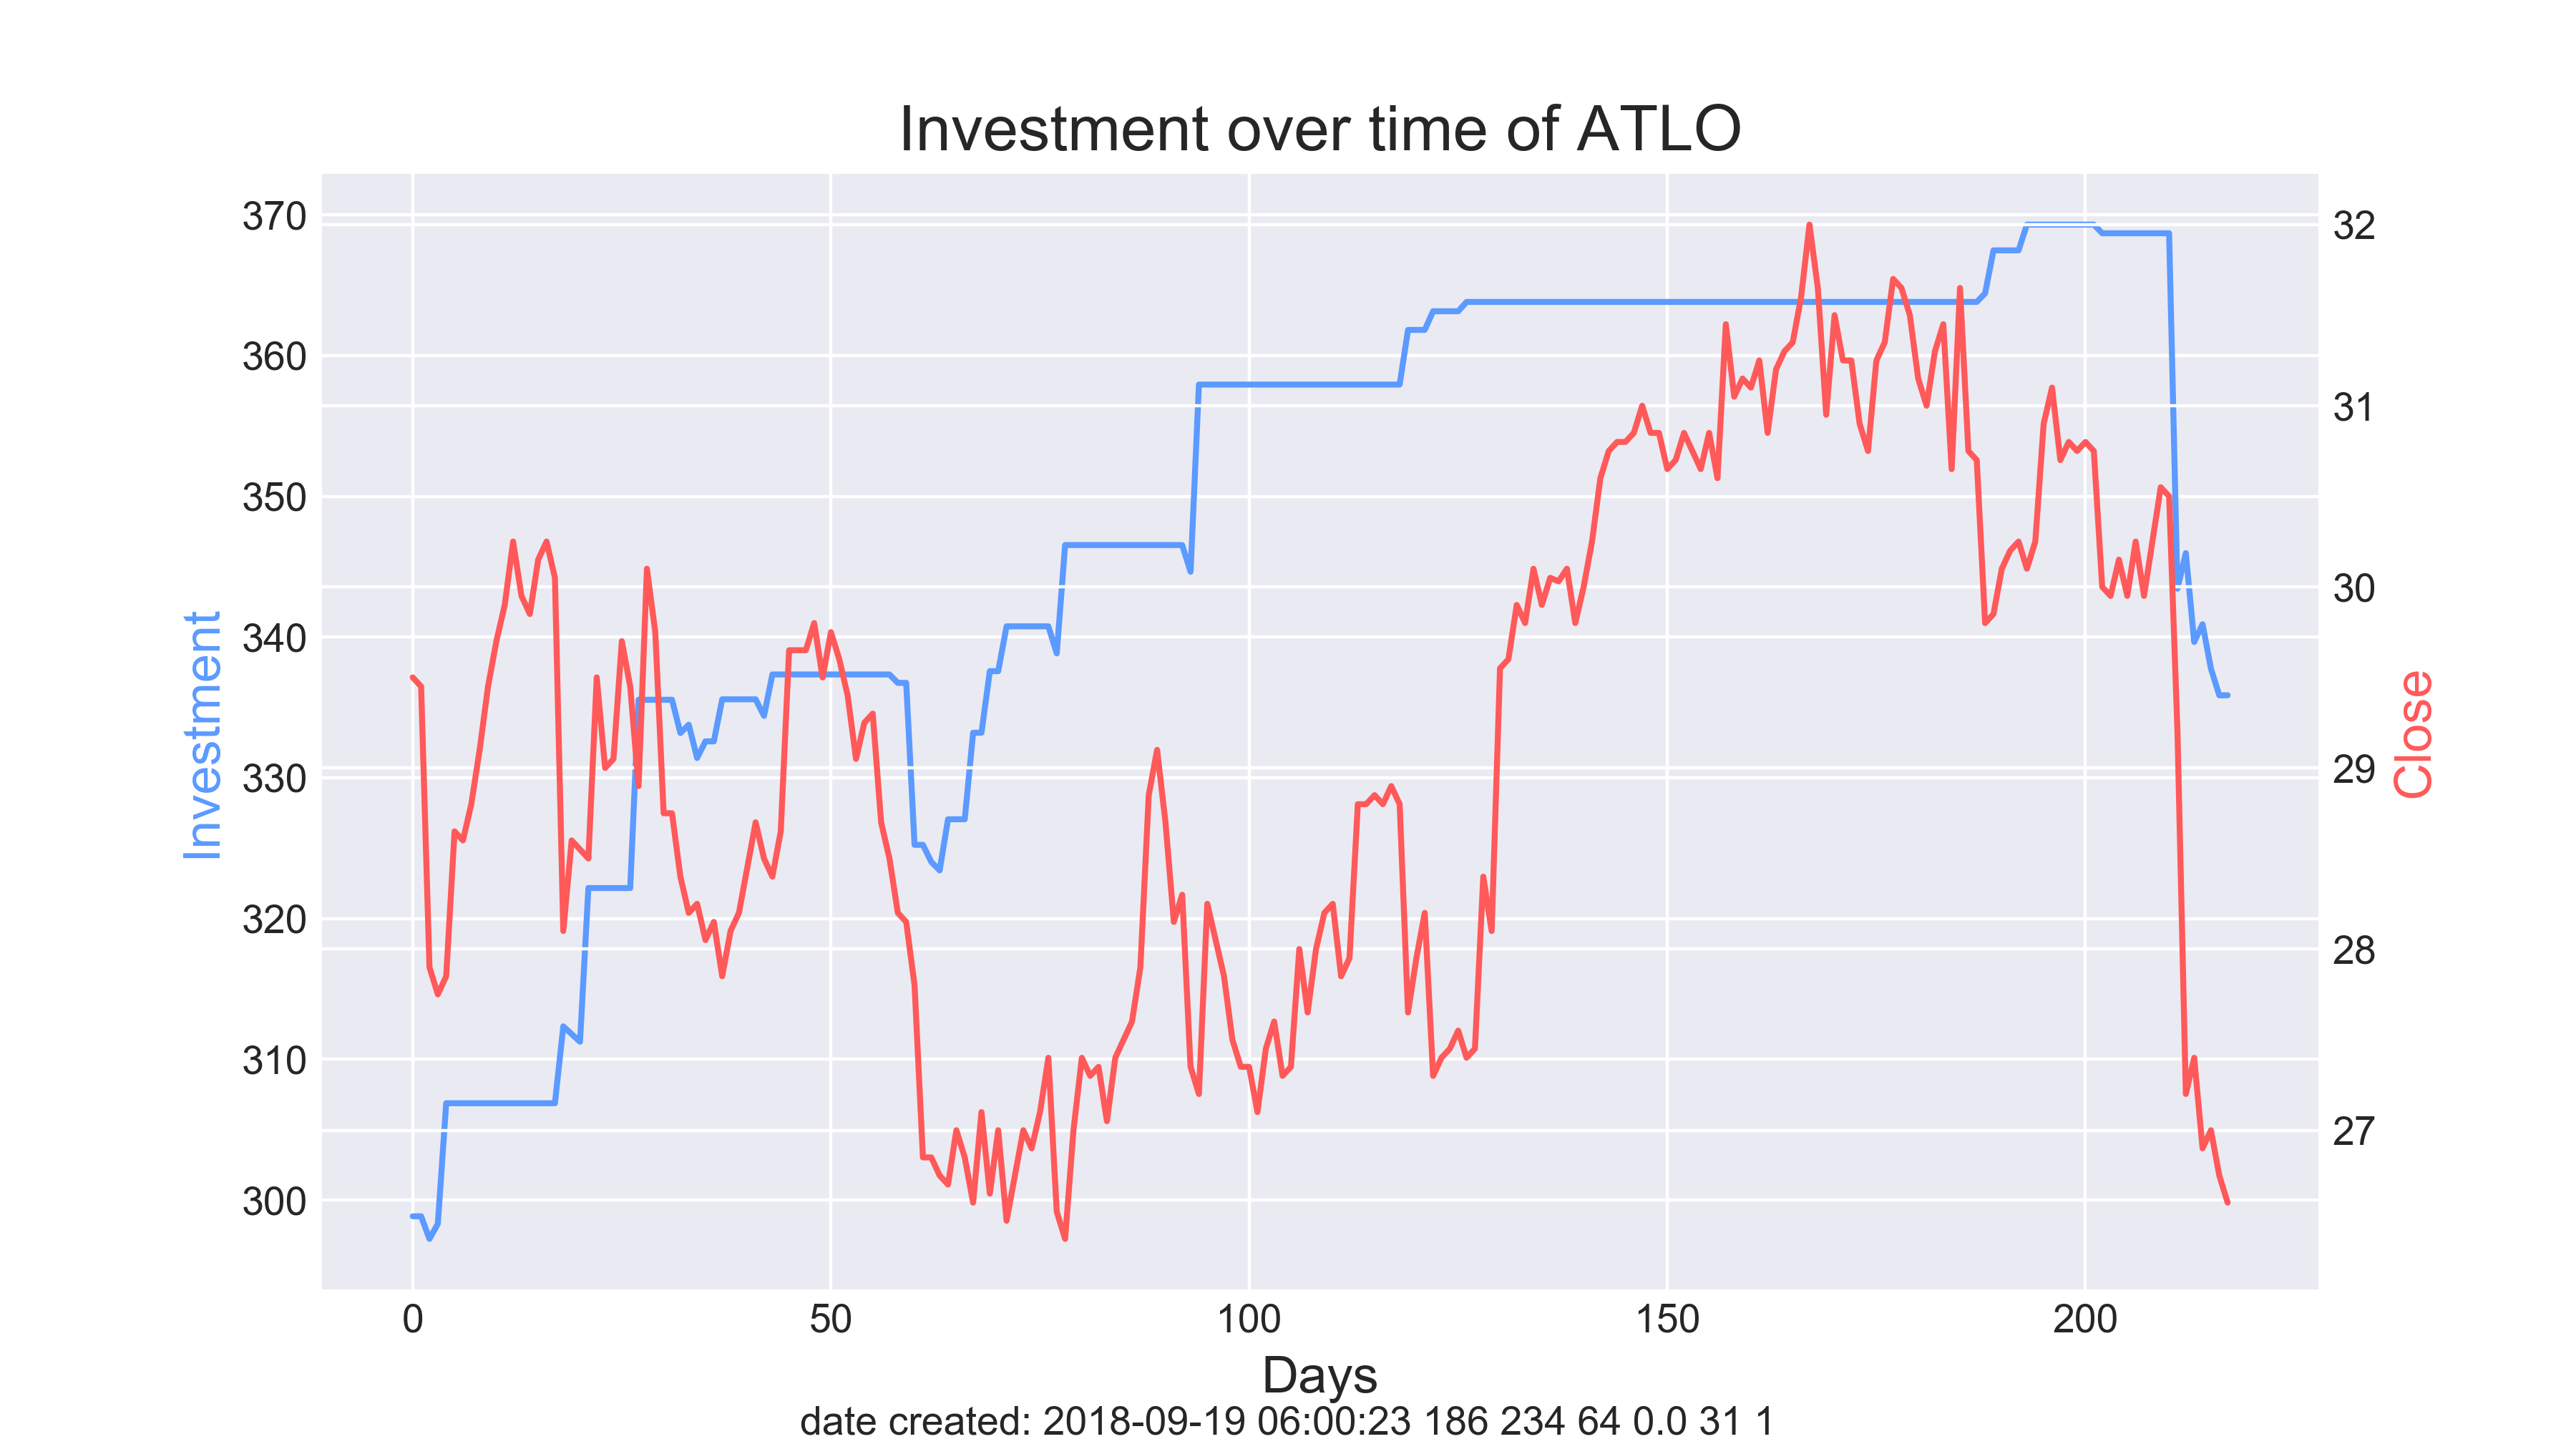 Investment over time of ATLO
370
360
350
340
330
320
310
300
Investment
32
31
30
29
28
27
Close
0 50 100 150 200
Days
date created: 2018-09-19 06:00:23 186 234 64 0.0 31 1